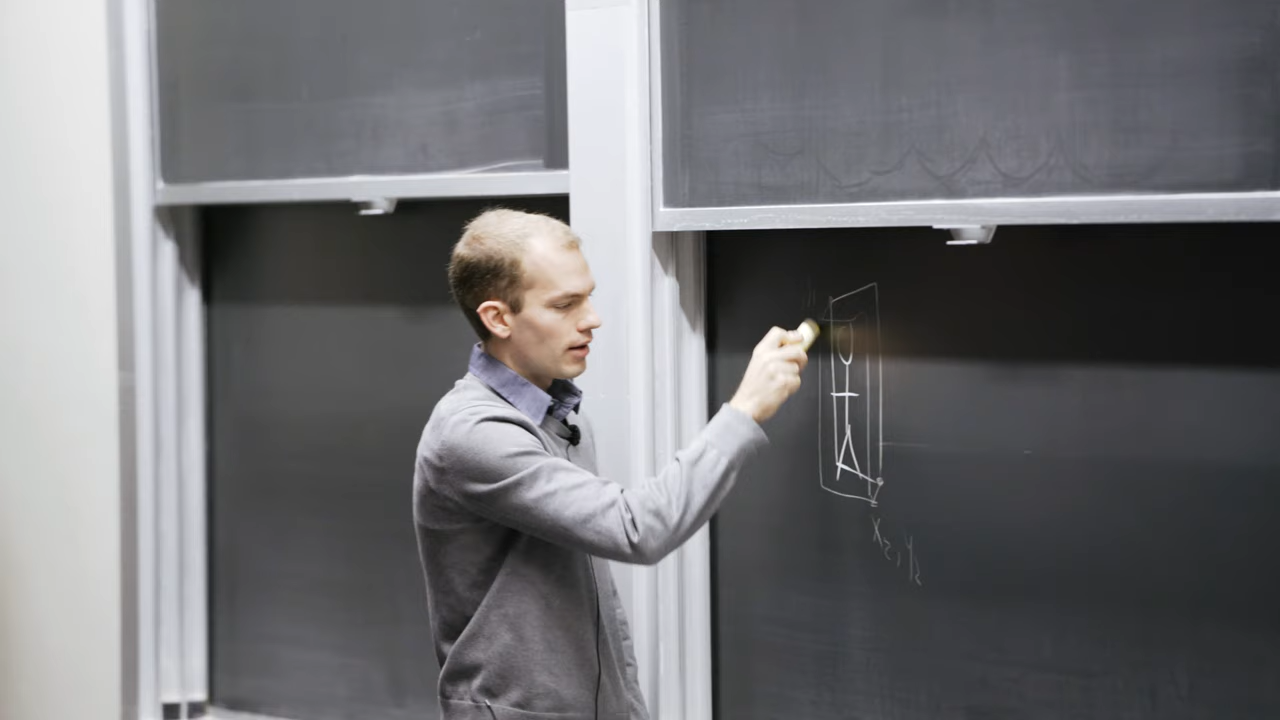 x₂, y₂